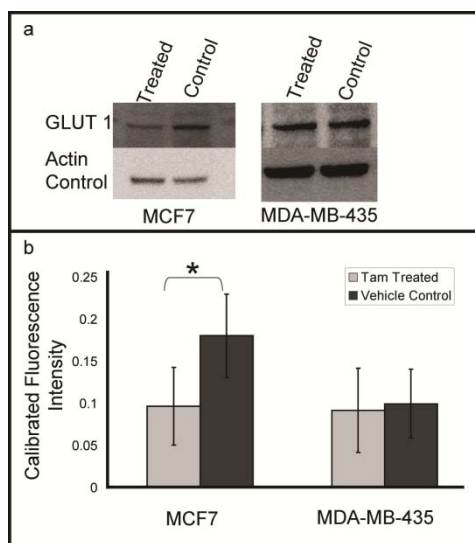 a
Treated Control Treated Control
GLUT 1
Actin
Control
MCF7 MDA-MB-435
b
*
Tam Treated
Vehicle Control
Calibrated Fluorescence
Intensity
0.25
0.2
0.15
0.1
0.05
0
MCF7 MDA-MB-435